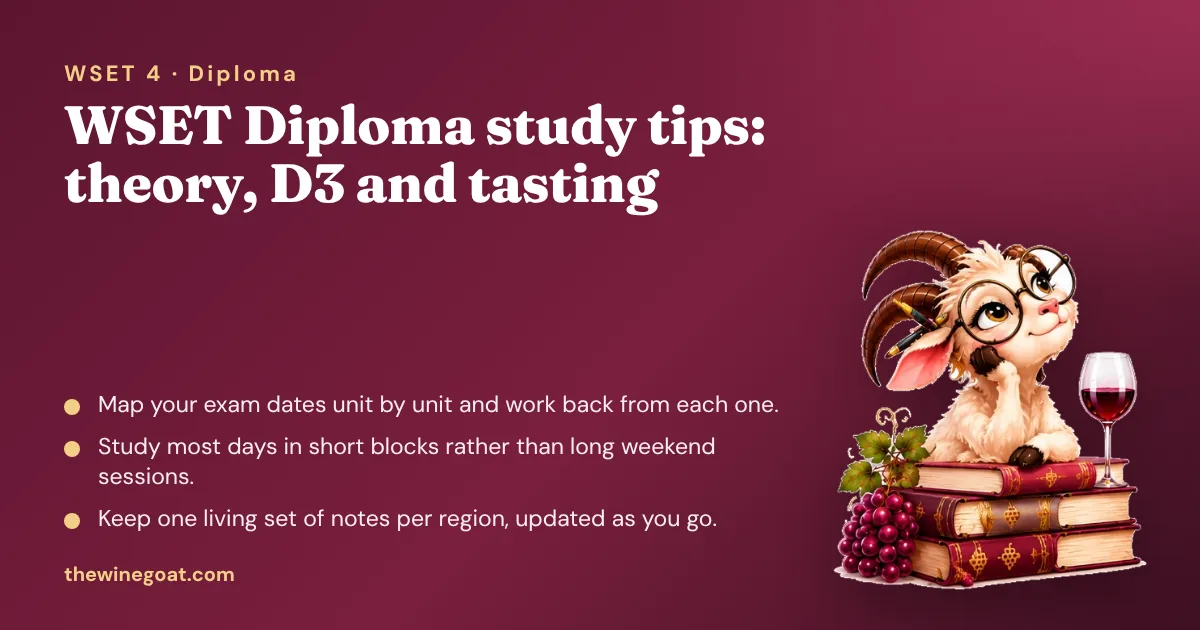 WSET 4 · Diploma
WSET Diploma study tips:
theory, D3 and tasting
Map your exam dates unit by unit and work back from each one.
Study most days in short blocks rather than long weekend
sessions.
Keep one living set of notes per region, updated as you go.
thewinegoat.com